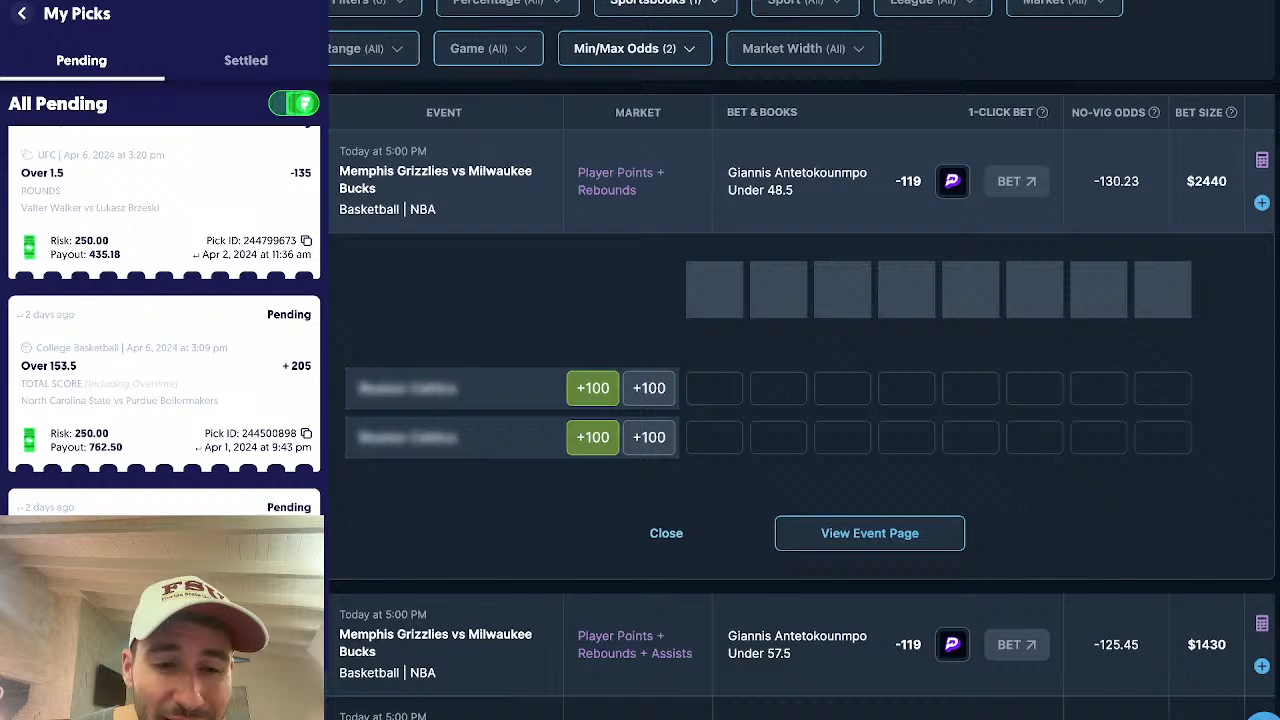 My Picks
Pending
Settled
All Pending
UFC | Apr 6, 2024 at 3:20 pm
Over 1.5
-135
ROUNDS
Valter Walker vs Lukasz Brzeski
Risk: 250.00
Pick ID: 244799673
Payout: 435.18
Apr 2, 2024 at 11:36 am
2 days ago
Pending
College Basketball | Apr 6, 2024 at 3:09 pm
Over 153.5
+205
TOTAL SCORE (Including Overtime)
North Carolina State vs Purdue Boilermakers
Risk: 250.00
Pick ID: 244500898
Payout: 762.50
Apr 1, 2024 at 9:43 pm
2 days ago
Pending
FSU
Florida State
Filters (0)
Percentage (All)
Sportsbooks (1)
Sport (All)
League (All)
Market (All)
Range (All)
Game (All)
Min/Max Odds (2)
Market Width (All)
EVENT
MARKET
BET & BOOKS
1-CLICK BET
NO-VIG ODDS
BET SIZE
Today at 5:00 PM
Memphis Grizzlies vs Milwaukee
Bucks
Basketball | NBA
Player Points +
Rebounds
Giannis Antetokounmpo
Under 48.5
-119
BET
-130.23
$2440
+100
+100
+100
+100
Close
View Event Page
Today at 5:00 PM
Memphis Grizzlies vs Milwaukee
Bucks
Basketball | NBA
Player Points +
Rebounds + Assists
Giannis Antetokounmpo
Under 57.5
-119
BET
-125.45
$1430
Today at 5:00 PM